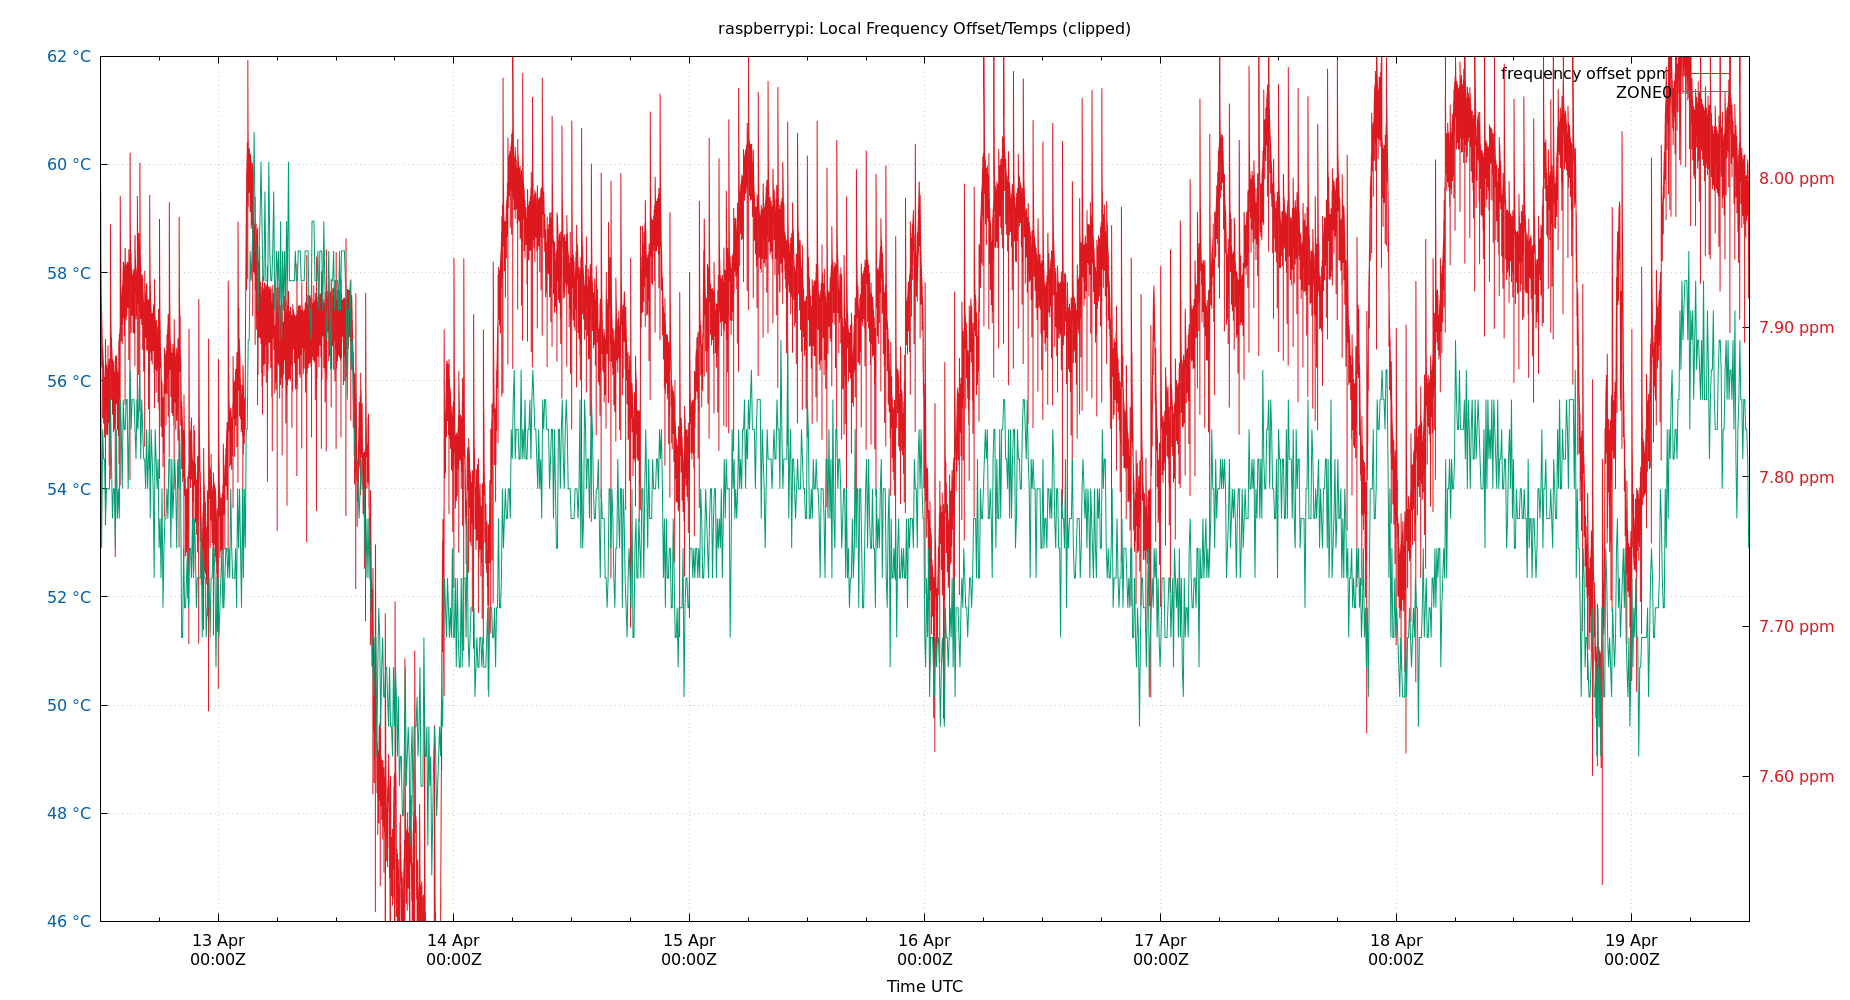 raspberrypi: Local Frequency Offset/Temps (clipped)
62 °C
60 °C
58 °C
56 °C
54 °C
52 °C
50 °C
48 °C
46 °C
frequency offset ppm
ZONE0
8.00 ppm
7.90 ppm
7.80 ppm
7.70 ppm
7.60 ppm
13 Apr
00:00Z
14 Apr
00:00Z
15 Apr
00:00Z
16 Apr
00:00Z
17 Apr
00:00Z
18 Apr
00:00Z
19 Apr
00:00Z
Time UTC